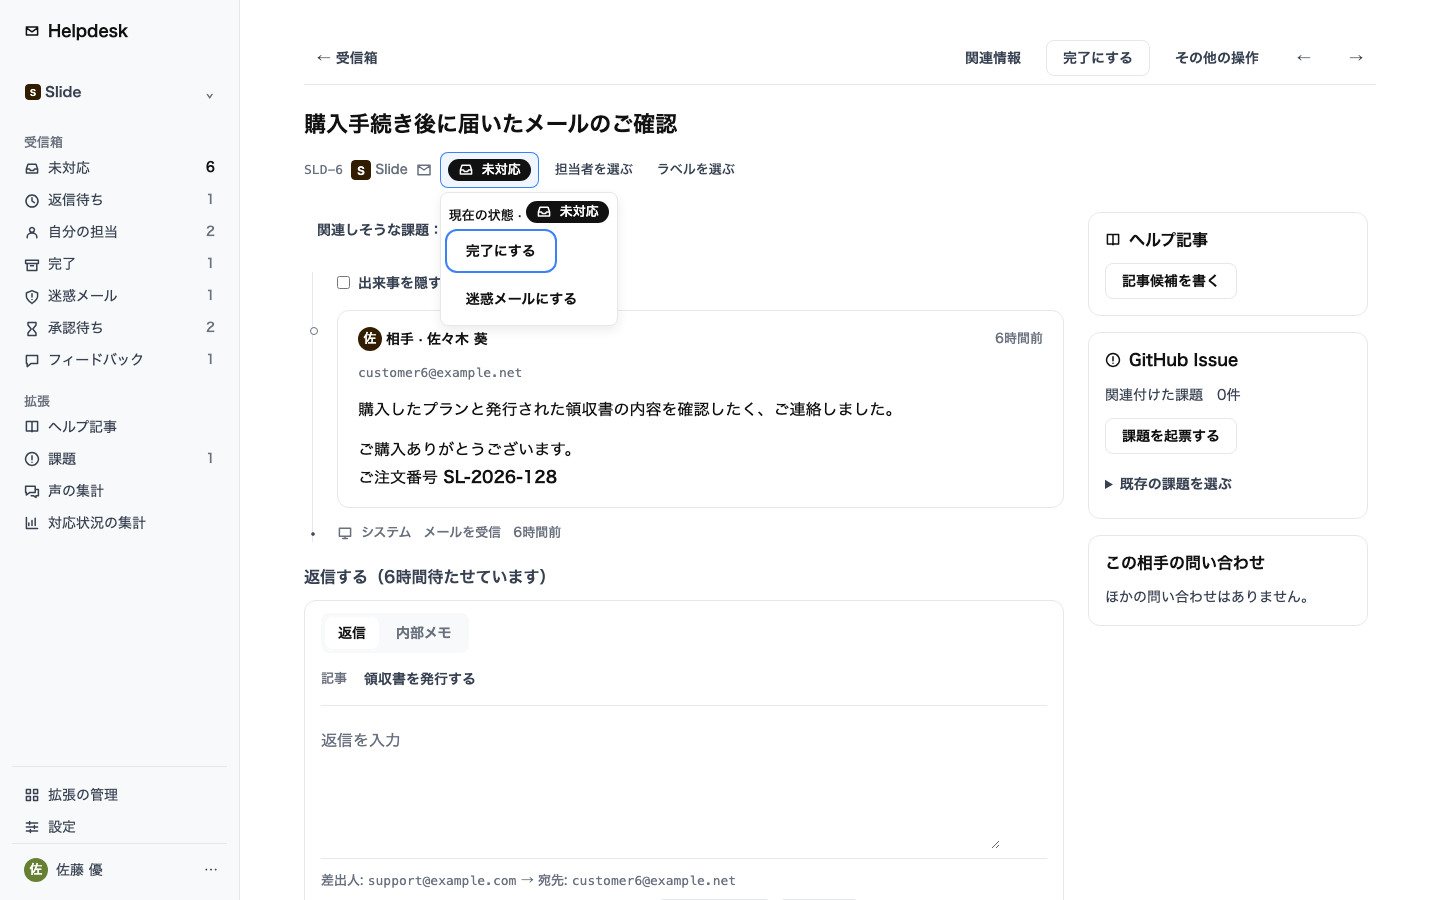 Helpdesk
S Slide
受信箱
未対応 6
返信待ち 1
自分の担当 2
完了 1
迷惑メール 1
承認待ち 2
フィードバック 1
拡張
ヘルプ記事
課題 1
声の集計
対応状況の集計
拡張の管理
設定
佐 佐藤 優 …
← 受信箱
関連情報 完了にする その他の操作 ← →
購入手続き後に届いたメールのご確認
SLD-6 S Slide 未対応 担当者を選ぶ ラベルを選ぶ
現在の状態 · 未対応
完了にする
迷惑メールにする
関連しそうな課題：
出来事を隠す
佐 相手 · 佐々木 葵 6時間前
customer6@example.net
購入したプランと発行された領収書の内容を確認したく、ご連絡しました。
ご購入ありがとうございます。
ご注文番号 SL-2026-128
システム メールを受信 6時間前
返信する（6時間待たせています）
返信 内部メモ
記事 領収書を発行する
返信を入力
差出人: support@example.com → 宛先: customer6@example.net
ヘルプ記事
記事候補を書く
GitHub Issue
関連付けた課題 0件
課題を起票する
▶ 既存の課題を選ぶ
この相手の問い合わせ
ほかの問い合わせはありません。